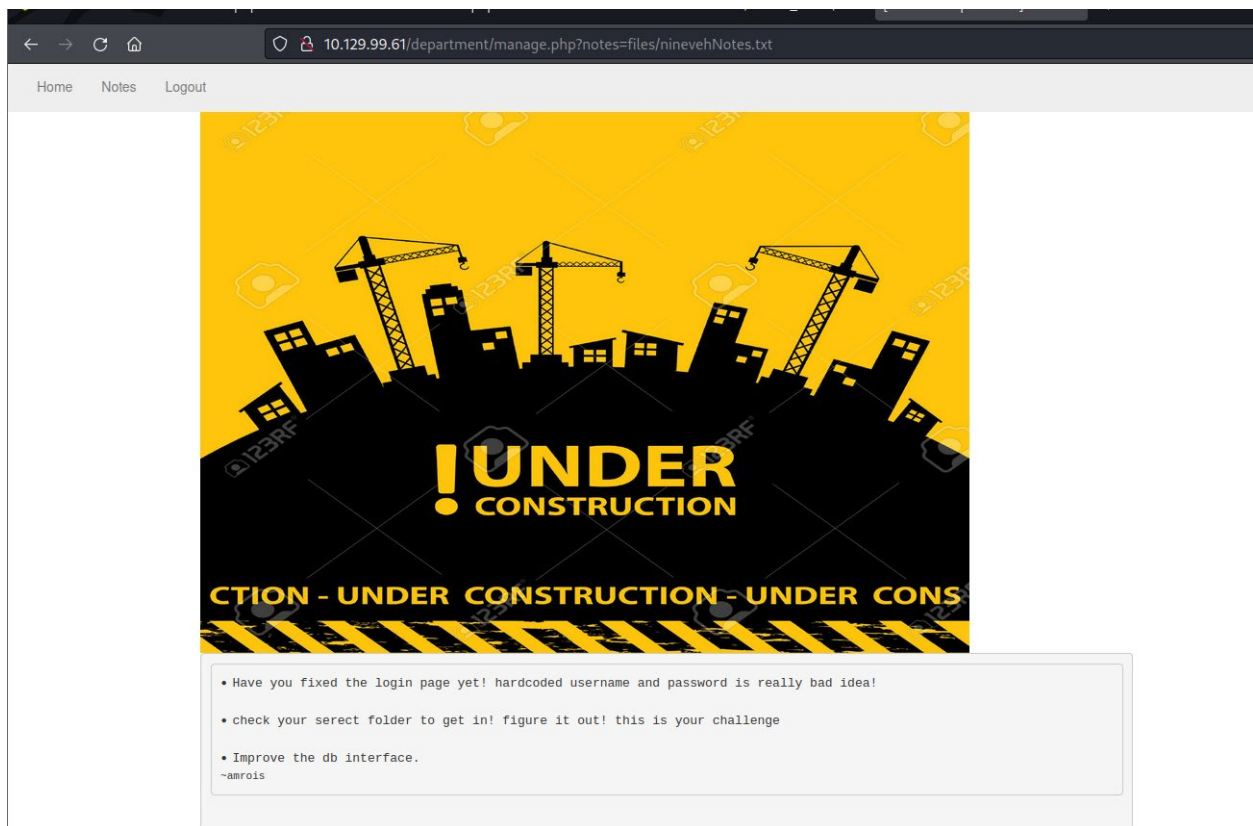 10.129.99.61/department/manage.php?notes=files/ninevehNotes.txt
Home Notes Logout
!UNDER
CONSTRUCTION
CTION - UNDER CONSTRUCTION - UNDER CONS
• Have you fixed the login page yet! hardcoded username and password is really bad idea!
• check your serect folder to get in! figure it out! this is your challenge
• Improve the db interface.
~amrois